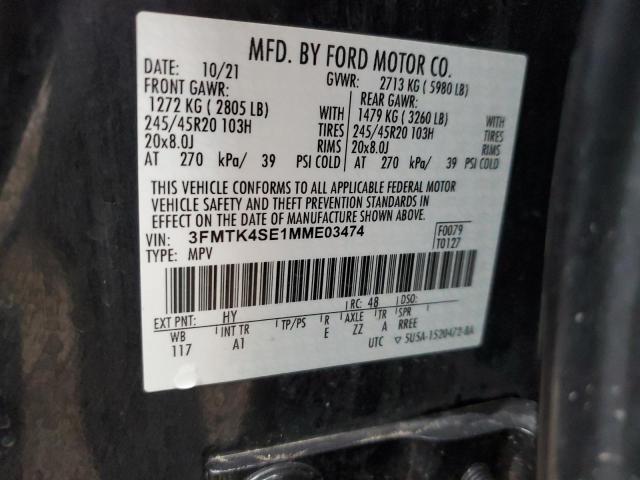 MFD. BY FORD MOTOR CO.
DATE: 10/21 GVWR: 2713 KG ( 5980 LB)
FRONT GAWR: REAR GAWR:
1272 KG ( 2805 LB) WITH 1479 KG ( 3260 LB) WITH
245/45R20 103H TIRES 245/45R20 103H TIRES
20x8.0J RIMS 20x8.0J RIMS
AT 270 kPa/ 39 PSI COLD AT 270 kPa/ 39 PSI COLD
THIS VEHICLE CONFORMS TO ALL APPLICABLE FEDERAL MOTOR
VEHICLE SAFETY AND THEFT PREVENTION STANDARDS IN
EFFECT ON THE DATE OF MANUFACTURE SHOWN ABOVE.
VIN: 3FMTK4SE1MME03474 F0079
TYPE: MPV T0127
EXT PNT: HY RC: 48 DSO:
WB INT TR TP/PS R AXLE TR SPR
117 A1 E ZZ A RREE
UTC